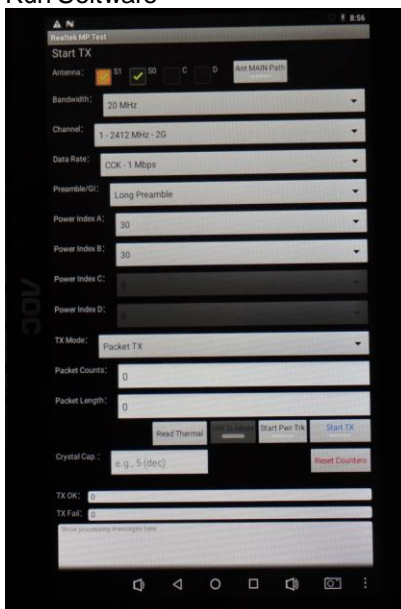 Run Software
8:56
Realtek MP Test
Start TX
Antenna: S1 S0 C D Ant MAIN Path
Bandwidth: 20 MHz
Channel: 1 - 2412 MHz - 2G
Data Rate: CCK - 1 Mbps
Preamble/GI: Long Preamble
Power Index A: 30
Power Index B: 30
Power Index C: 0
Power Index D: 0
TX Mode: Packet TX
Packet Counts: 0
Packet Length: 0
Read Thermal Start Pwr Trk Start TX
Crystal Cap.: e.g., 5 (dec) Reset Counters
TX OK: 0
TX Fail: 0
Show processing messages here
AOC